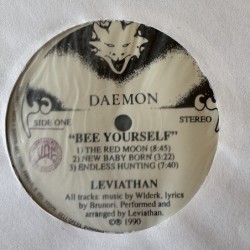 DAEMON
SIDE ONE
STEREO
"BEE YOURSELF"
1) THE RED MOON (8:45)
2) NEW BABY BORN (3:22)
3) ENDLESS HUNTING (7:40)
LEVIATHAN
All tracks: music by Widerk, lyrics
by Brunori. Performed and
arranged by Leviathan.
©® 1990